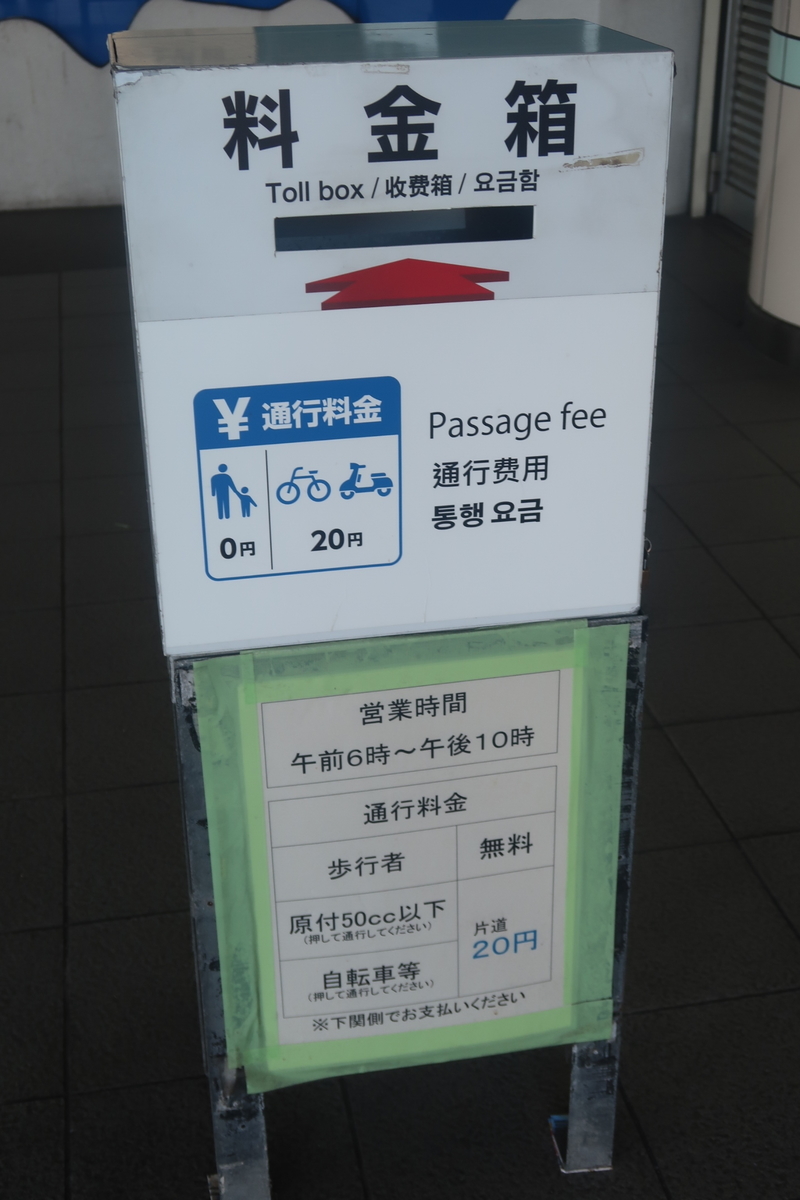 料金箱
Toll box / 收费箱 / 요금함
¥ 通行料金
0円 20円
Passage fee
通行费用
통행 요금
営業時間
午前6時～午後10時
通行料金
歩行者 無料
原付50cc以下
(押して通行してください)
片道
20円
自転車等
(押して通行してください)
※下関側でお支払いください